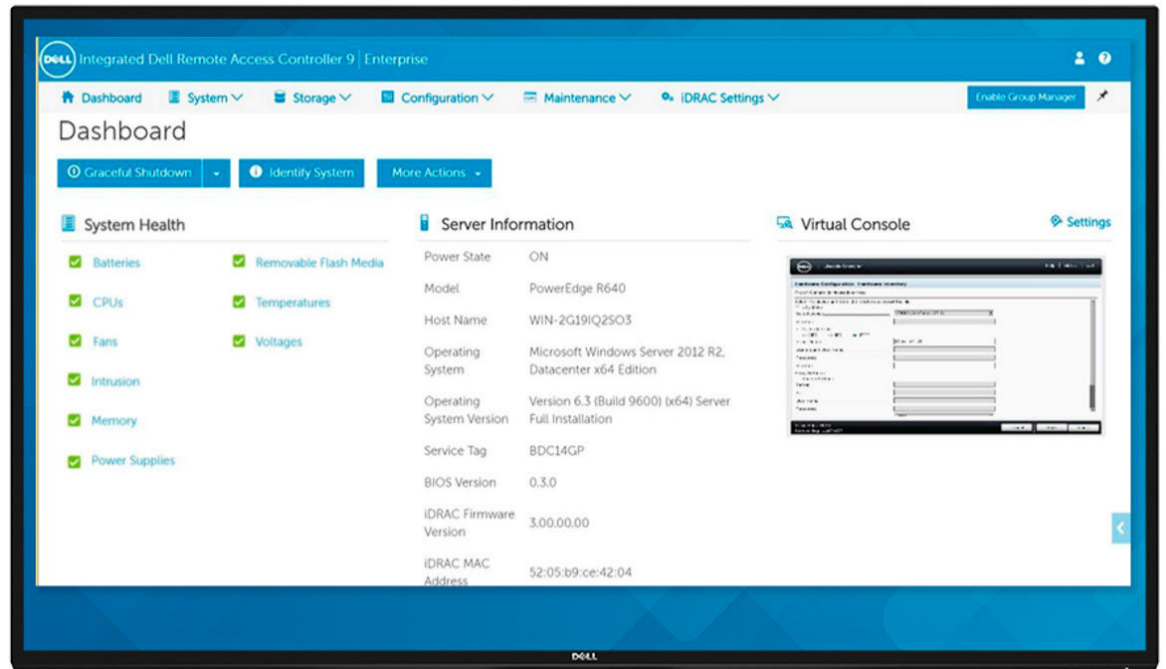 DELL
Integrated Dell Remote Access Controller 9 | Enterprise
Dashboard
System
Storage
Configuration
Maintenance
iDRAC Settings
Enable Group Manager
Dashboard
Graceful Shutdown
Identify System
More Actions
System Health
Batteries
Removable Flash Media
CPUs
Temperatures
Fans
Voltages
Intrusion
Memory
Power Supplies
Server Information
Power State ON
Model PowerEdge R640
Host Name WIN-2G19IQ2SO3
Operating Microsoft Windows Server 2012 R2,
System Datacenter x64 Edition
Operating Version 6.3 (Build 9600) (x64) Server
System Version Full Installation
Service Tag BDC14GP
BIOS Version 0.3.0
iDRAC Firmware
Version
3.00.00.00
iDRAC MAC
Address
52:05:b9:ce:42:04
Virtual Console
Settings
Hardware Configuration
Hardware Inventory
DELL